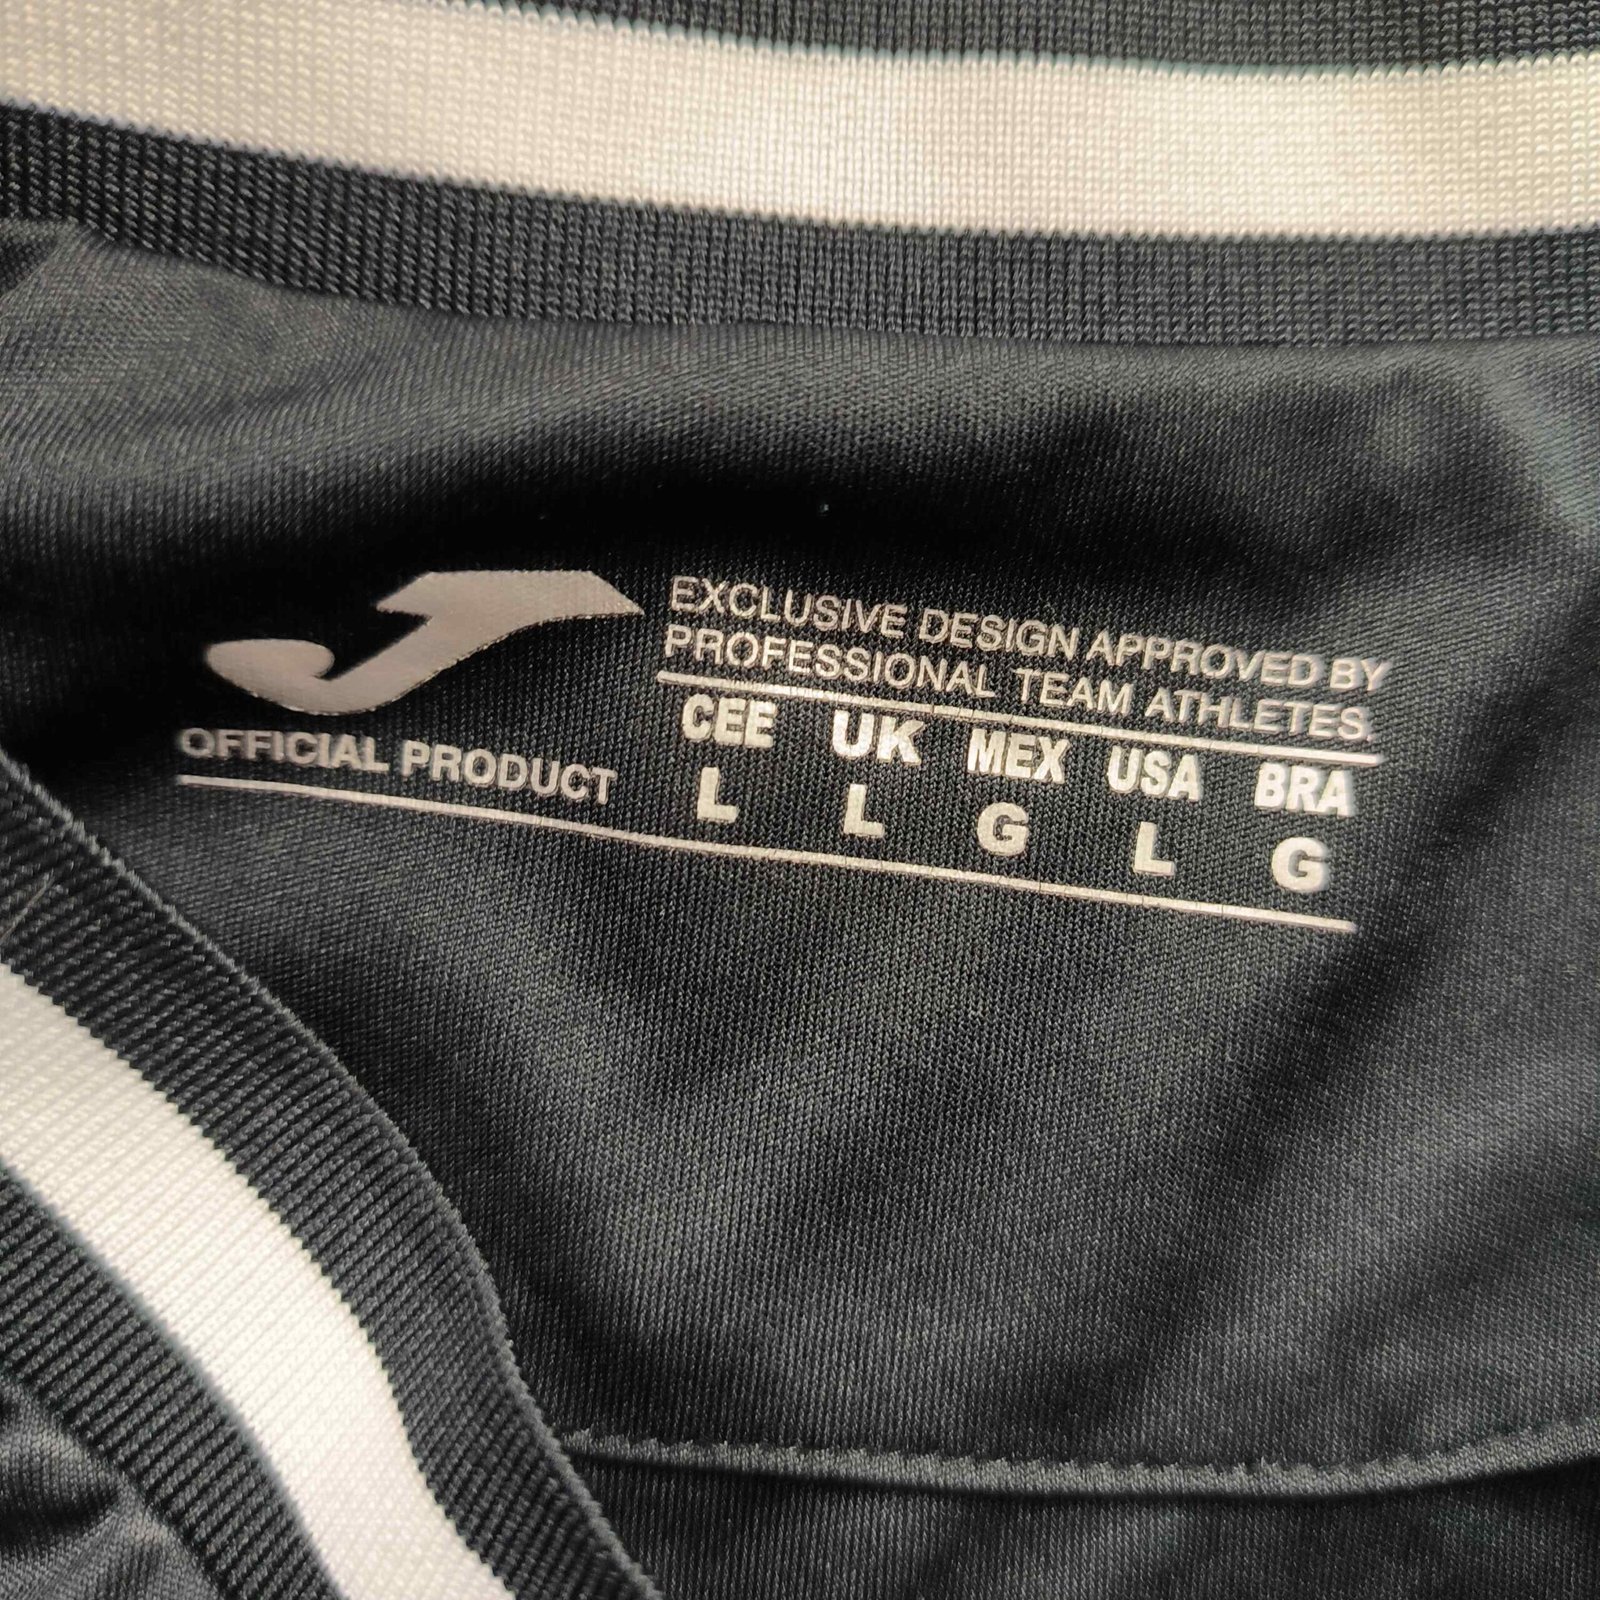 EXCLUSIVE DESIGN APPROVED BY
PROFESSIONAL TEAM ATHLETES
OFFICIAL PRODUCT
CEE UK MEX USA BRA
L L G L G